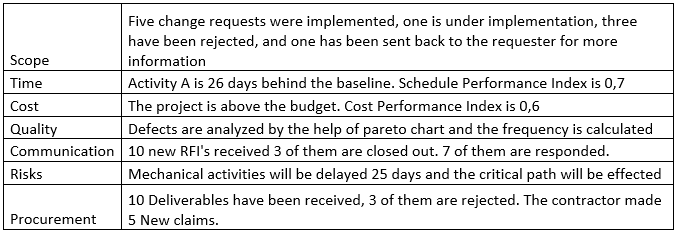 Five change requests were implemented, one is under implementation, three
have been rejected, and one has been sent back to the requester for more
Scope information
Time Activity A is 26 days behind the baseline. Schedule Performance Index is 0,7
Cost The project is above the budget. Cost Performance Index is 0,6
Quality Defects are analyzed by the help of pareto chart and the frequency is calculated
Communication 10 new RFI's received 3 of them are closed out. 7 of them are responded.
Risks Mechanical activities will be delayed 25 days and the critical path will be effected
10 Deliverables have been received, 3 of them are rejected. The contractor made
Procurement 5 New claims.